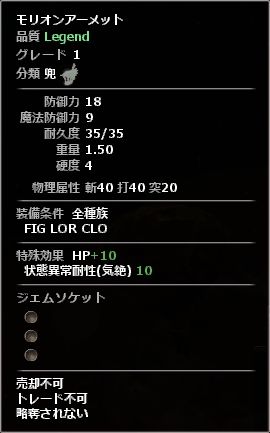 モリオンアーメット
品質 Legend
グレード 1
分類 兜
防御力 18
魔法防御力 9
耐久度 35/35
重量 1.50
硬度 4
物理属性 斬40 打40 突20
装備条件 全種族
FIG LOR CLO
特殊効果 HP+10
状態異常耐性(気絶) 10
ジェムソケット
売却不可
トレード不可
略奪されない